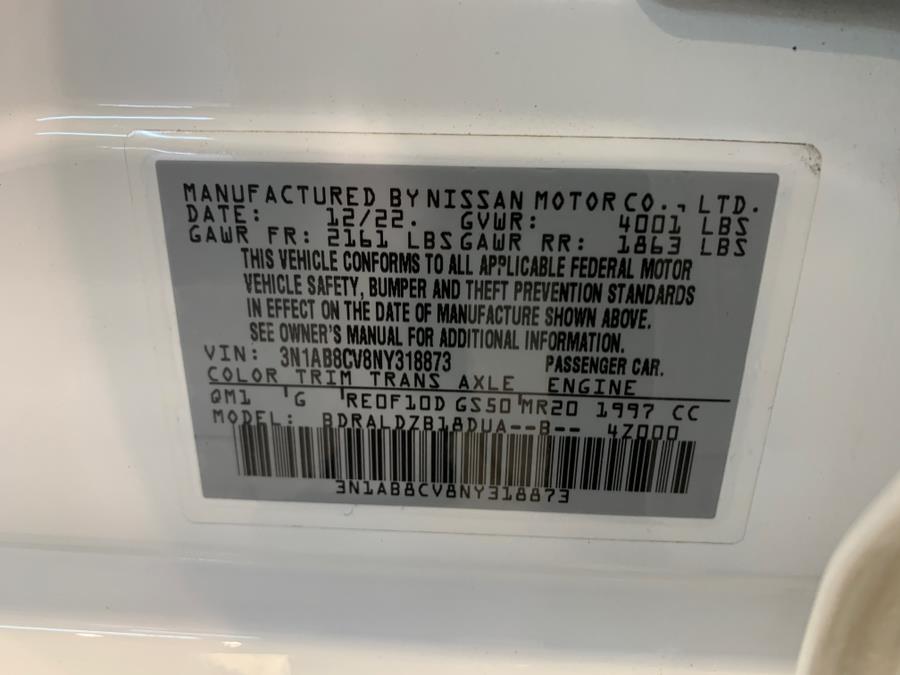 MANUFACTURED BY NISSAN MOTOR CO., LTD.
DATE: 12/22. GVWR: 4001 LBS
GAWR FR: 2161 LBS GAWR RR: 1863 LBS
THIS VEHICLE CONFORMS TO ALL APPLICABLE FEDERAL MOTOR
VEHICLE SAFETY, BUMPER AND THEFT PREVENTION STANDARDS
IN EFFECT ON THE DATE OF MANUFACTURE SHOWN ABOVE.
SEE OWNER'S MANUAL FOR ADDITIONAL INFORMATION.
VIN: 3N1AB8CV8NY318873 PASSENGER CAR.
COLOR TRIM TRANS AXLE ENGINE
QM1 G RE0F10D GS50 MR20 1997 CC
MODEL: BDRALDZB18DUA--B-- 4Z000
3N1AB8CV8NY318873